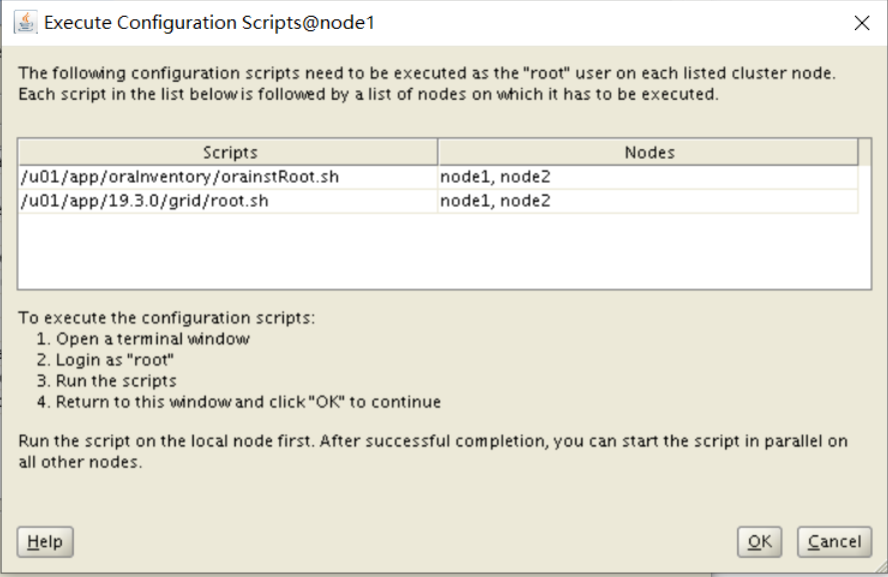 Execute Configuration Scripts@node1
The following configuration scripts need to be executed as the "root" user on each listed cluster node.
Each script in the list below is followed by a list of nodes on which it has to be executed.
Scripts Nodes
/u01/app/oraInventory/orainstRoot.sh node1, node2
/u01/app/19.3.0/grid/root.sh node1, node2
To execute the configuration scripts:
1. Open a terminal window
2. Login as "root"
3. Run the scripts
4. Return to this window and click "OK" to continue
Run the script on the local node first. After successful completion, you can start the script in parallel on
all other nodes.
Help OK Cancel